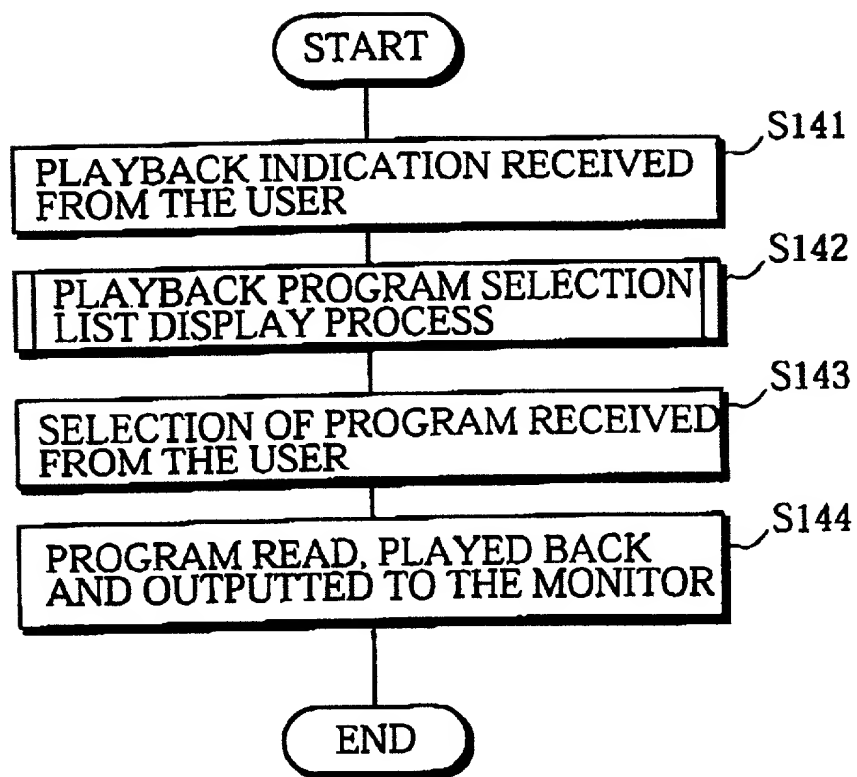 START
S141
PLAYBACK INDICATION RECEIVED
FROM THE USER
S142
PLAYBACK PROGRAM SELECTION
LIST DISPLAY PROCESS
S143
SELECTION OF PROGRAM RECEIVED
FROM THE USER
S144
PROGRAM READ, PLAYED BACK
AND OUTPUTTED TO THE MONITOR
END